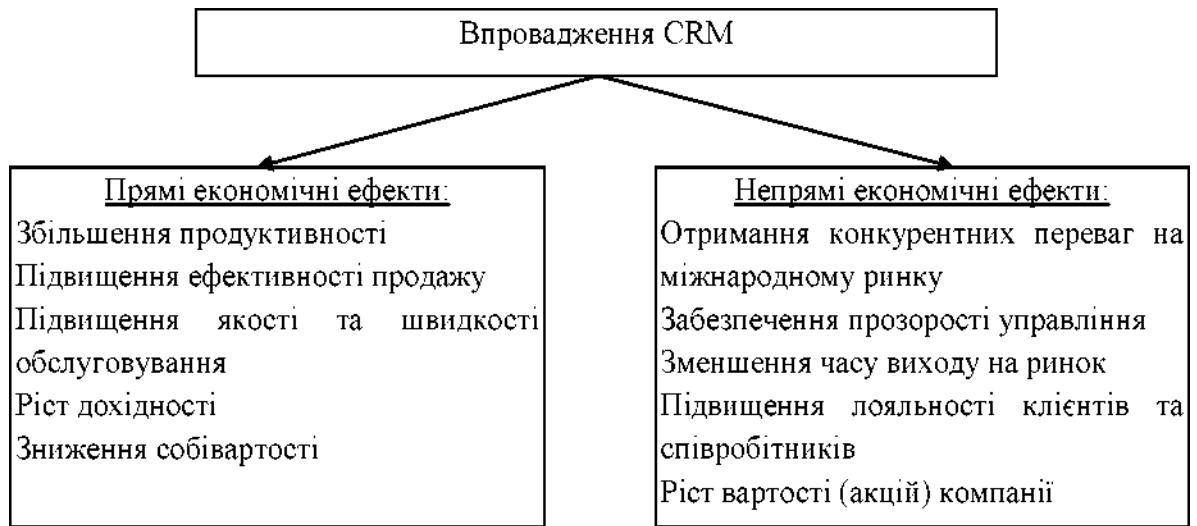 Впровадження CRM
Прямі економічні ефекти:
Збільшення продуктивності
Підвищення ефективності продажу
Підвищення якості та швидкості
обслуговування
Ріст дохідності
Зниження собівартості
Непрямі економічні ефекти:
Отримання конкурентних переваг на
міжнародному ринку
Забезпечення прозорості управління
Зменшення часу виходу на ринок
Підвищення лояльності клієнтів та
співробітників
Ріст вартості (акцій) компанії